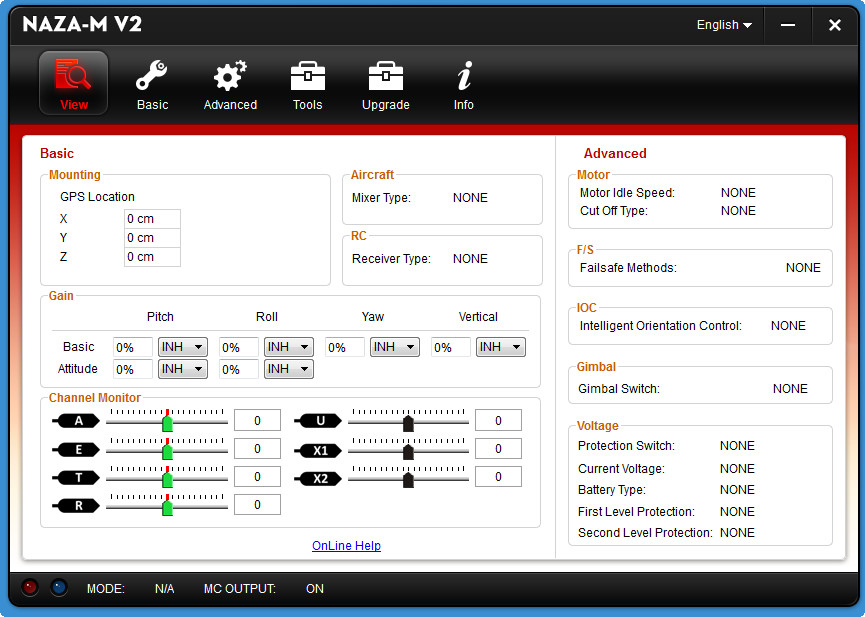 NAZA-M V2
English
View
Basic
Advanced
Tools
Upgrade
Info
Basic
Mounting
GPS Location
X 0 cm
Y 0 cm
Z 0 cm
Aircraft
Mixer Type: NONE
RC
Receiver Type: NONE
Gain
Pitch Roll Yaw Vertical
Basic 0% INH 0% INH 0% INH 0% INH
Attitude 0% INH 0% INH
Channel Monitor
A 0 U 0
E 0 X1 0
T 0 X2 0
R 0
OnLine Help
Advanced
Motor
Motor Idle Speed: NONE
Cut Off Type: NONE
F/S
Failsafe Methods: NONE
IOC
Intelligent Orientation Control: NONE
Gimbal
Gimbal Switch: NONE
Voltage
Protection Switch: NONE
Current Voltage: NONE
Battery Type: NONE
First Level Protection: NONE
Second Level Protection: NONE
MODE: N/A MC OUTPUT: ON